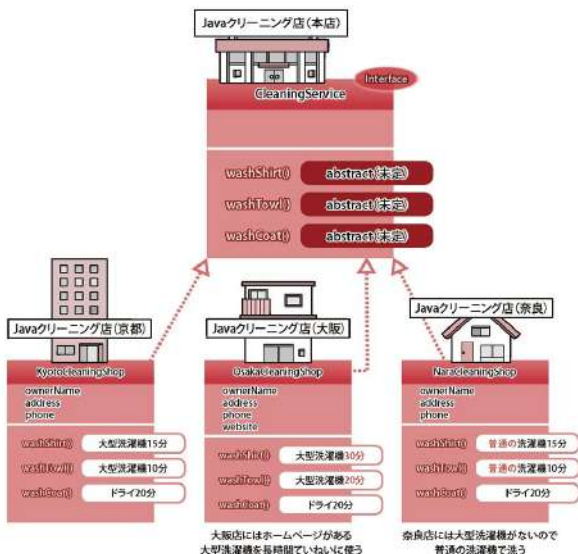 Javaクリーニング店（本店）
Interface
CleaningService
washShirt()
abstract(未定)
washTowl()
abstract(未定)
washCoat()
abstract(未定)
Javaクリーニング店（京都）
KyotoCleaningShop
ownerName
address
phone
washShirt()
大型洗濯機15分
washTowl()
大型洗濯機10分
washCoat()
ドライ20分
Javaクリーニング店（大阪）
OsakaCleaningShop
ownerName
address
phone
website
washShirt()
大型洗濯機30分
washTowl()
大型洗濯機20分
washCoat()
ドライ20分
大阪店にはホームページがある
大型洗濯機を長時間ていねいに使う
Javaクリーニング店（奈良）
NaraCleaningShop
ownerName
address
phone
washShirt()
普通の洗濯機15分
washTowl()
普通の洗濯機10分
washCoat()
ドライ20分
奈良店には大型洗濯機がないので
普通の洗濯機で洗う